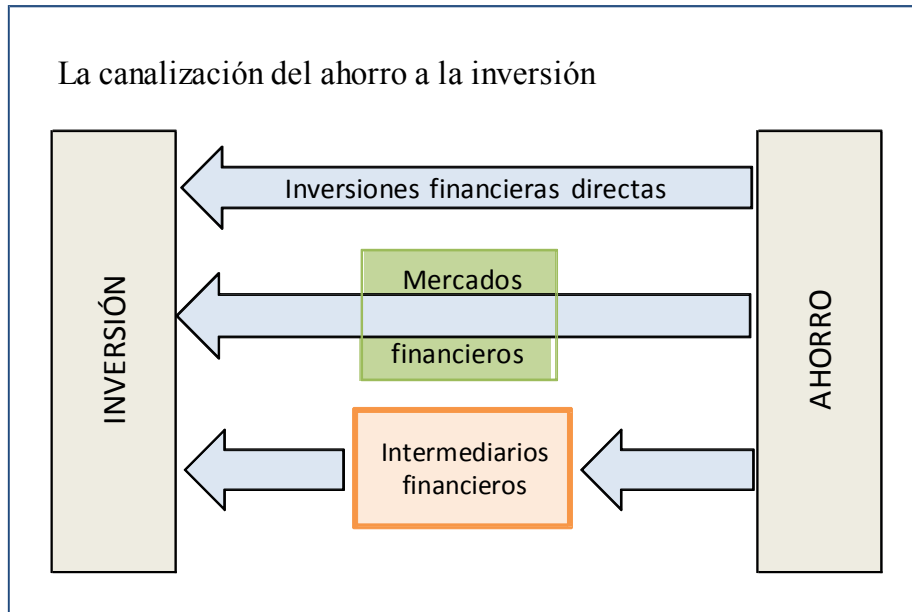 La canalización del ahorro a la inversión
Inversiones financieras directas
Mercados
financieros
INVERSIÓN
AHORRO
Intermediarios
financieros